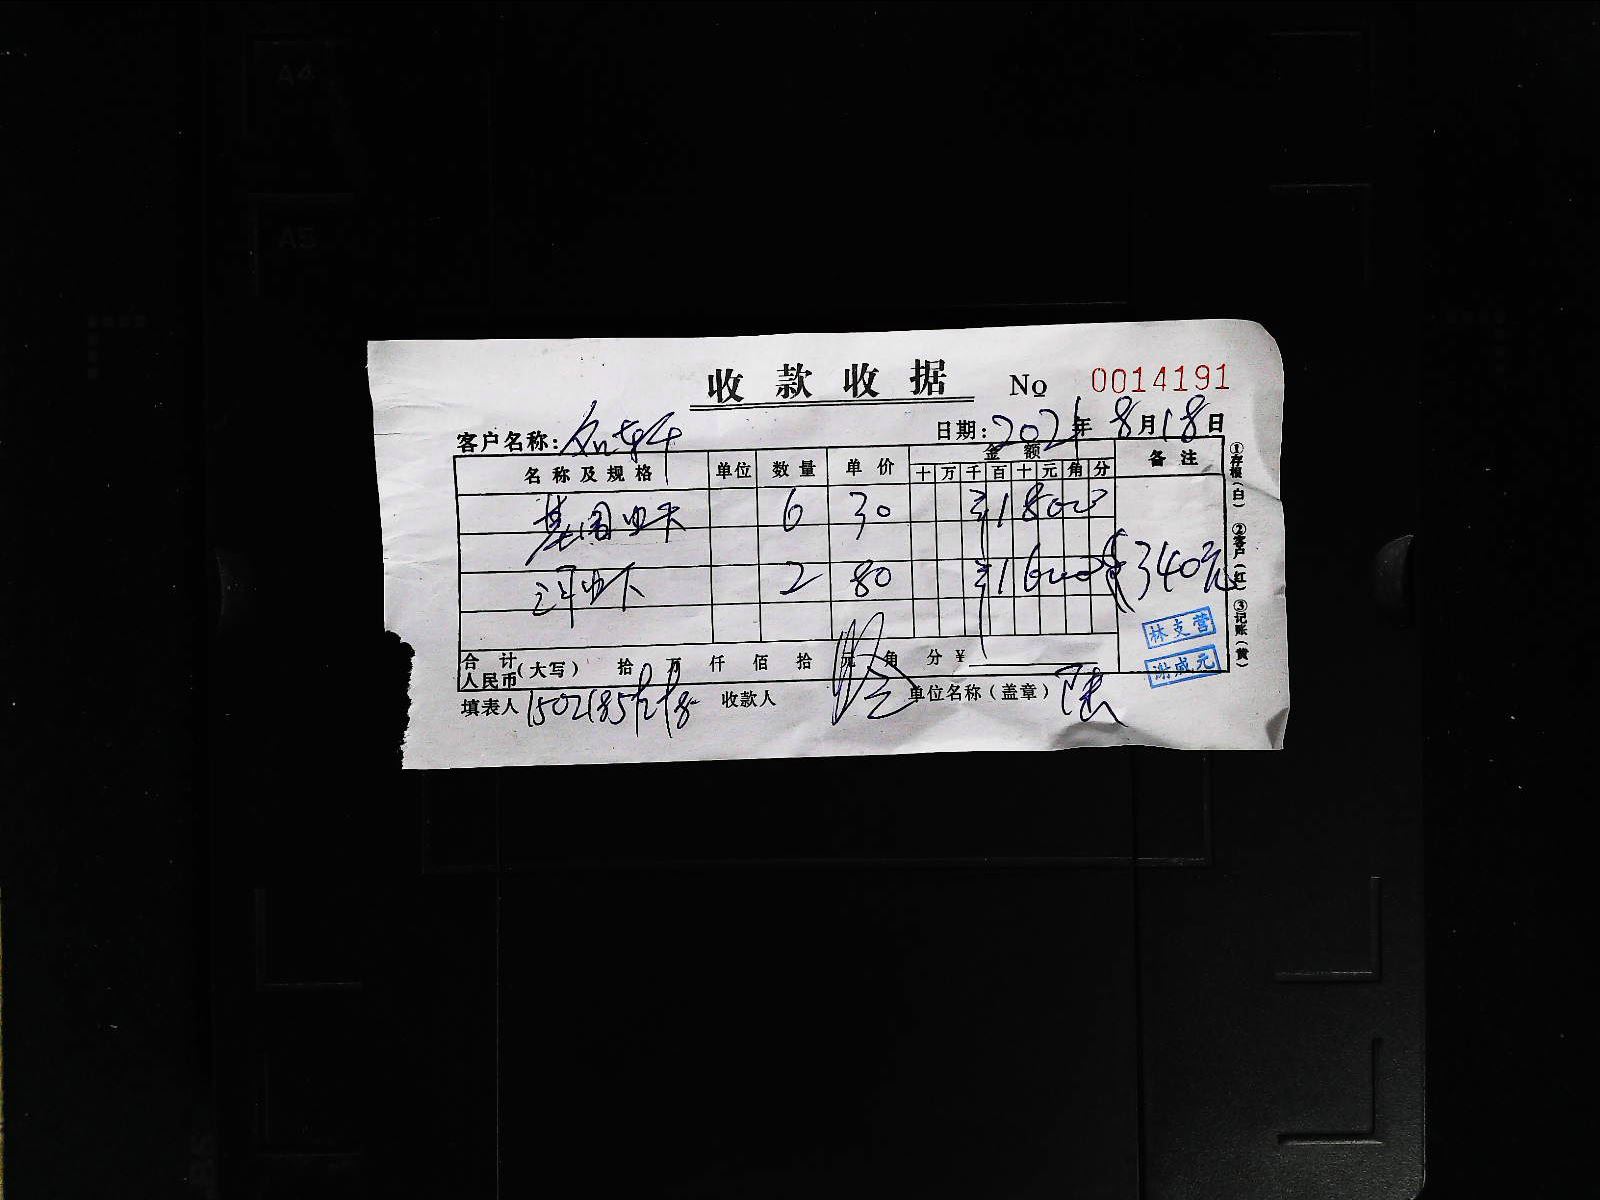 A4
A5
收款收据 No 0014191
客户名称: 日期: 2021年8月18日
名称及规格 单位 数量 单价 金额 备注
十 万 千 百 十 元 角 分
6 30 ¥18000
2 80 ¥16000 ¥340元
林支营
谢威元
合计人民币(大写) 拾 万 仟 佰 拾 元 角 分 ¥
填表人 收款人 单位名称(盖章) 陆
①存根(白) ②客户(红) ③记账(黄)